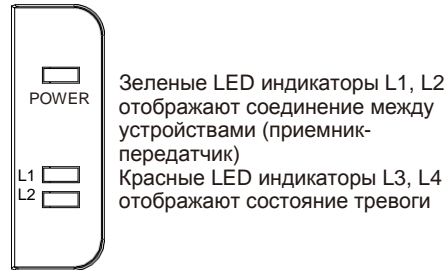 POWER
L1
L2
Зеленые LED индикаторы L1, L2
отображают соединение между
устройствами (приемник-
передатчик)
Красные LED индикаторы L3, L4
отображают состояние тревоги